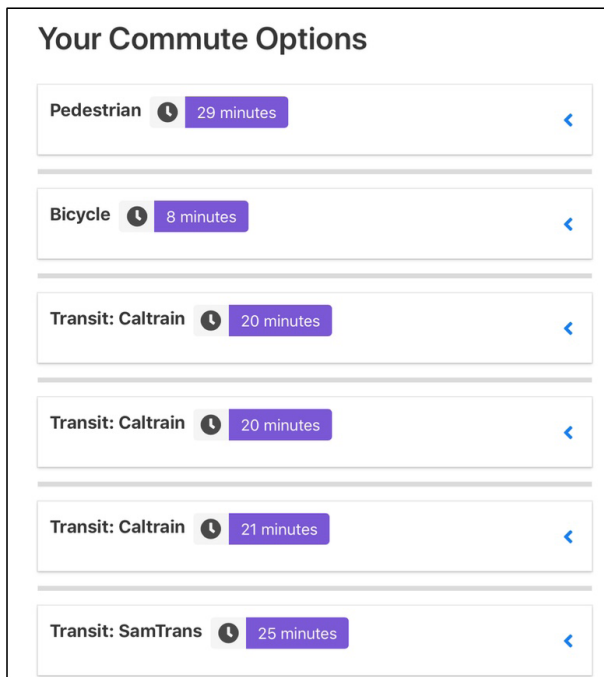 Your Commute Options
Pedestrian 29 minutes
Bicycle 8 minutes
Transit: Caltrain 20 minutes
Transit: Caltrain 20 minutes
Transit: Caltrain 21 minutes
Transit: SamTrans 25 minutes